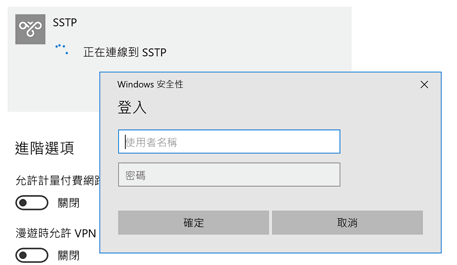 SSTP
正在連線到 SSTP
Windows 安全性
登入
使用者名稱
密碼
確定
取消
進階選項
允許計量付費網路
關閉
漫遊時允許 VPN
關閉